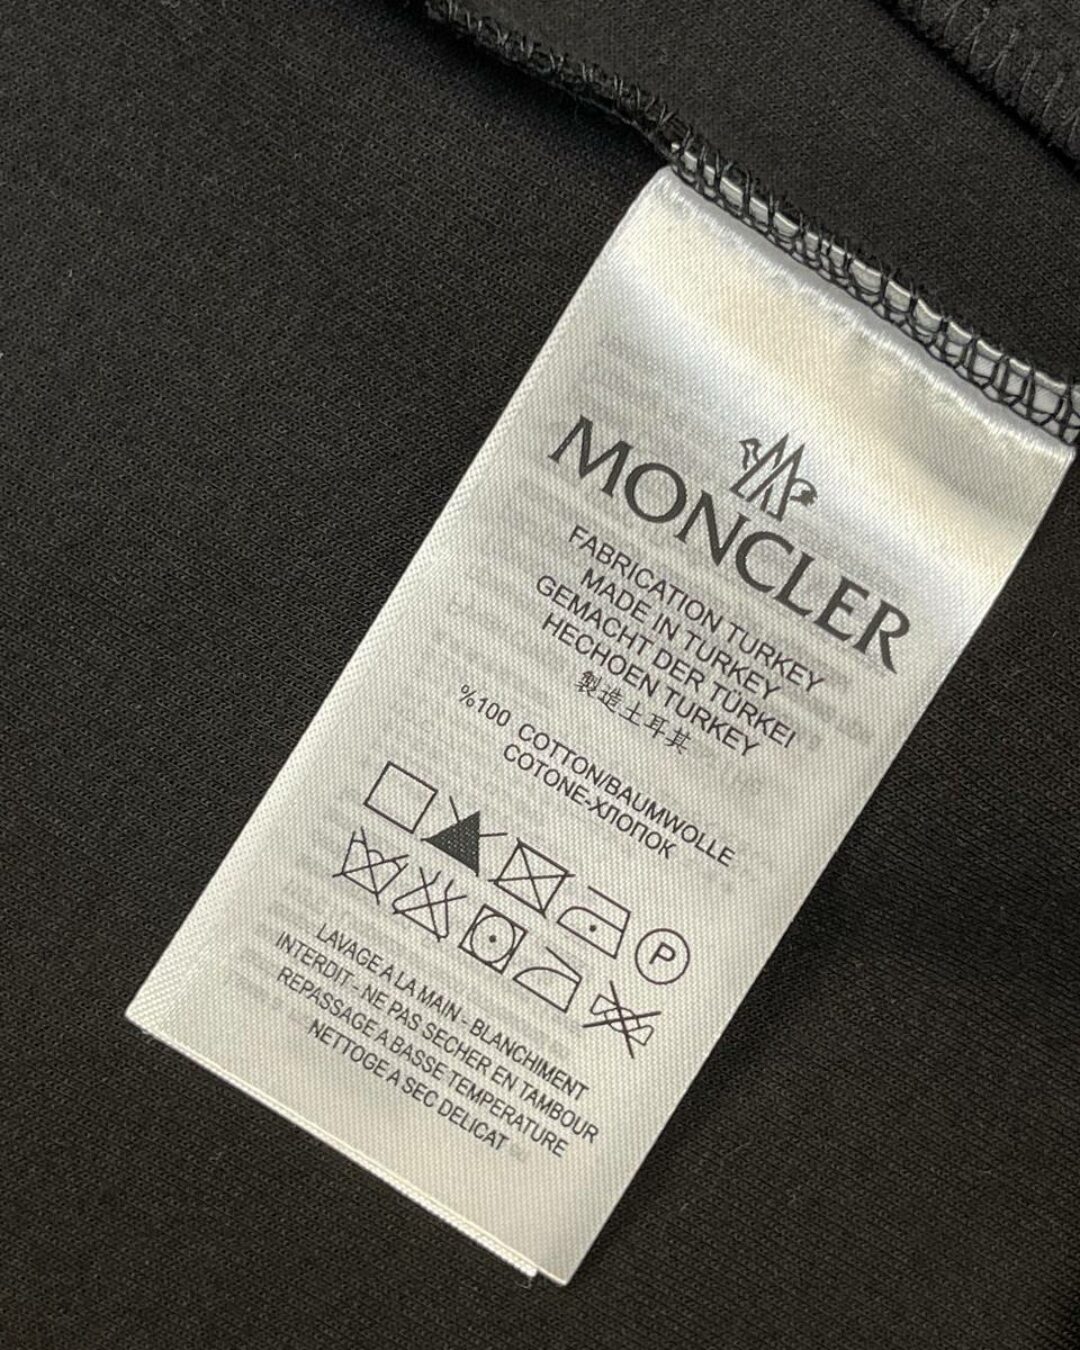 MONCLER
FABRICATION TURKEY
MADE IN TURKEY
GEMACHT DER TÜRKEI
HECHOEN TURKEY
製造土耳其
%100 COTTON/BAUMWOLLE
COTONE-ХЛОПОК
P
LAVAGE A LA MAIN - BLANCHIMENT
INTERDIT - NE PAS SECHER EN TAMBOUR
REPASSAGE A BASSE TEMPERATURE
NETTOGE A SEC DELICAT